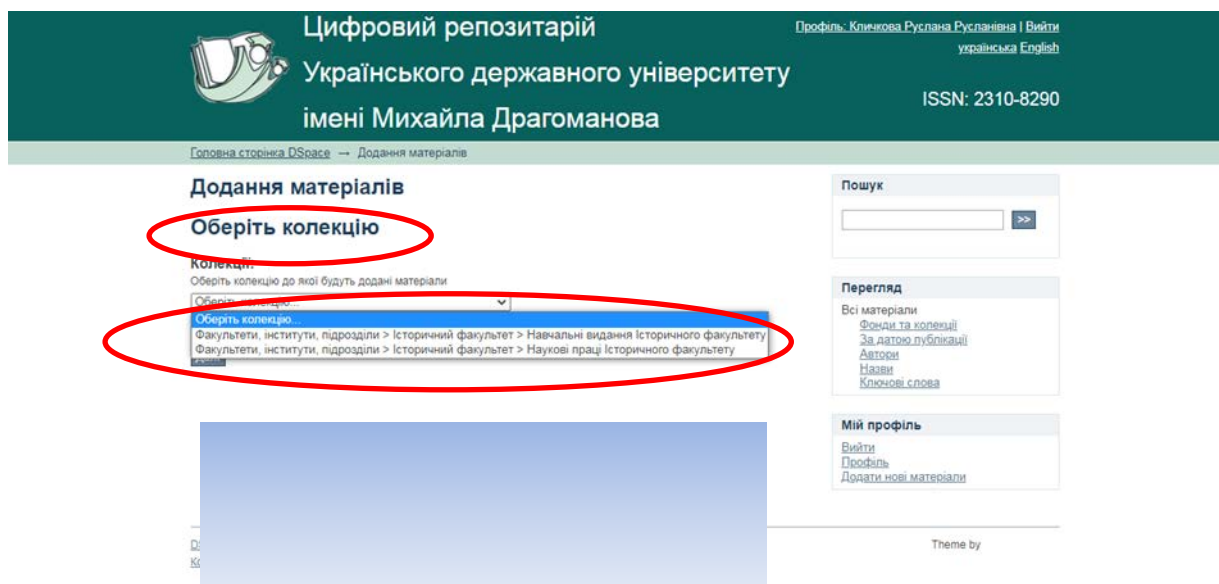 Цифровий репозитарій
Українського державного університету
імені Михайла Драгоманова
Профіль: Кличкова Руслана Русланівна | Вийти
українська English
ISSN: 2310-8290
Головна сторінка DSpace → Додання матеріалів
Додання матеріалів
Оберіть колекцію
Колекції:
Оберіть колекцію до якої будуть додані матеріали
Оберіть колекцію...
Оберіть колекцію...
Факультети, інститути, підрозділи > Історичний факультет > Навчальні видання Історичного факультету
Факультети, інститути, підрозділи > Історичний факультет > Наукові праці Історичного факультету
Пошук
>>
Перегляд
Всі матеріали
Фонди та колекції
За датою публікації
Автори
Назви
Ключові слова
Мій профіль
Вийти
Профіль
Додати нові матеріали
Theme by